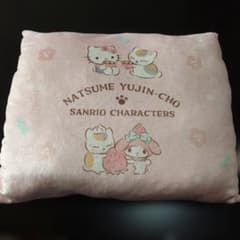 NATSUME YUJIN-CHO
SANRIO CHARACTERS